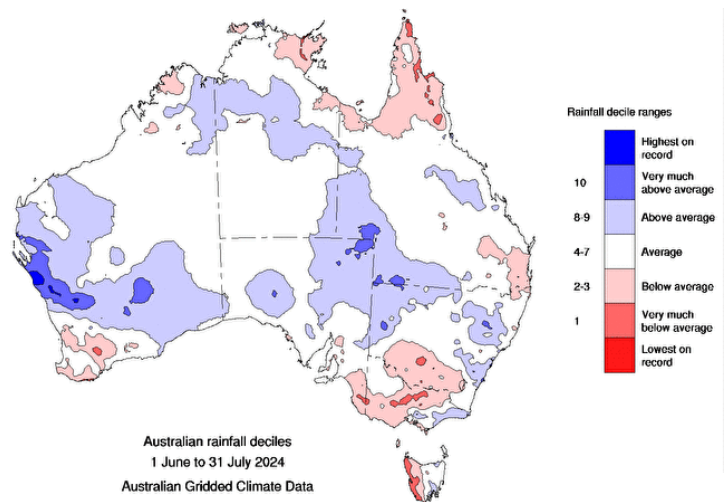 Rainfall decile ranges
Highest on
record
10
Very much
above average
8-9
Above average
4-7
Average
2-3
Below average
1
Very much
below average
Lowest on
record
Australian rainfall deciles
1 June to 31 July 2024
Australian Gridded Climate Data